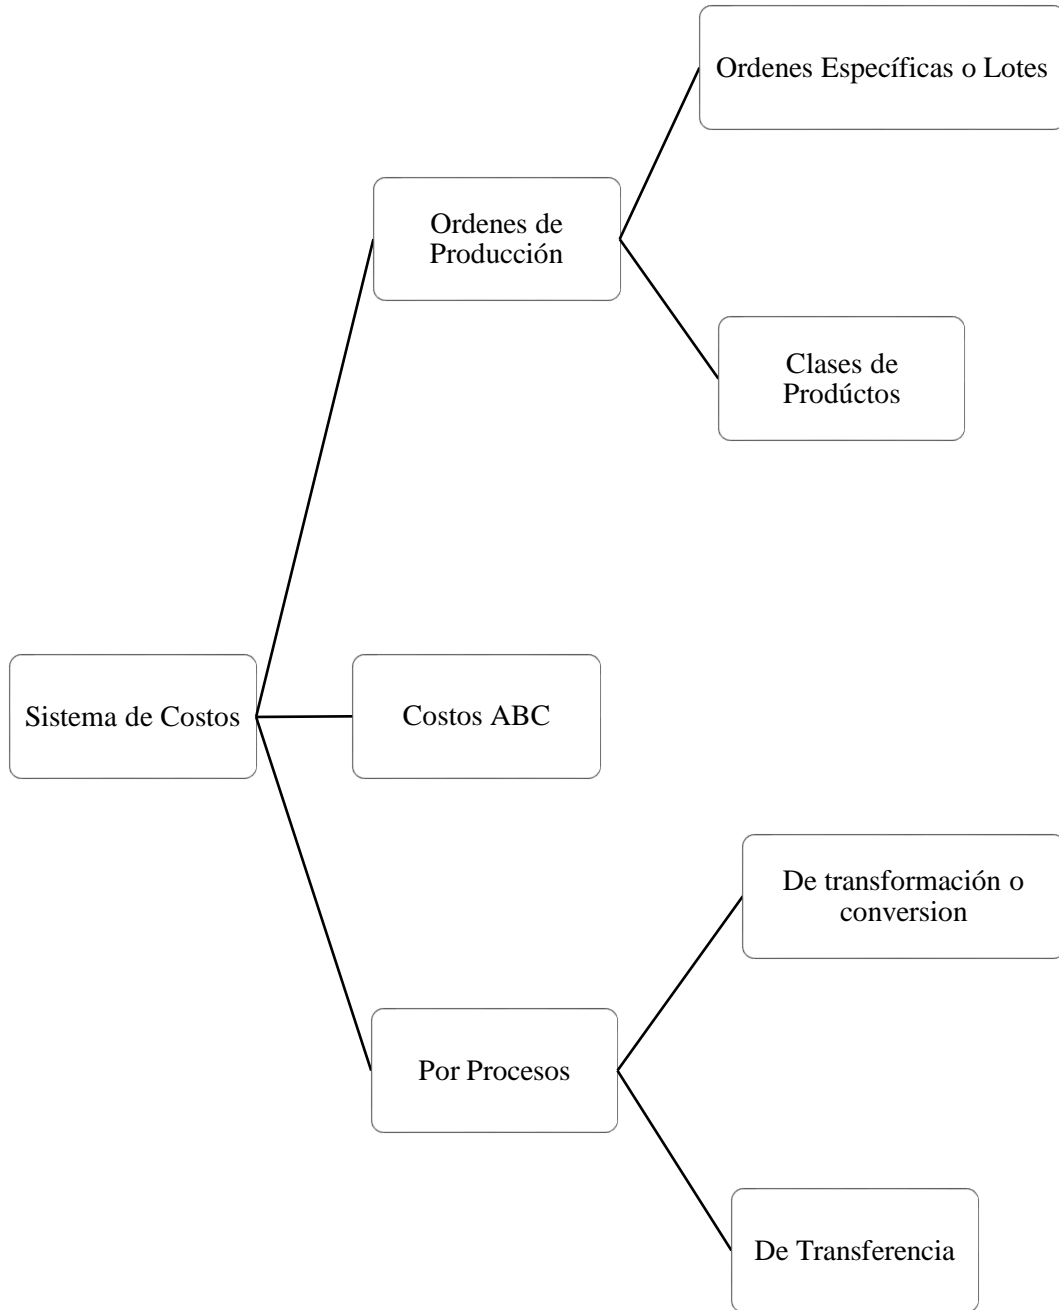 Ordenes Específicas o Lotes
Ordenes de
Producción
Clases de
Prodúctos
Sistema de Costos
Costos ABC
De transformación o
conversion
Por Procesos
De Transferencia